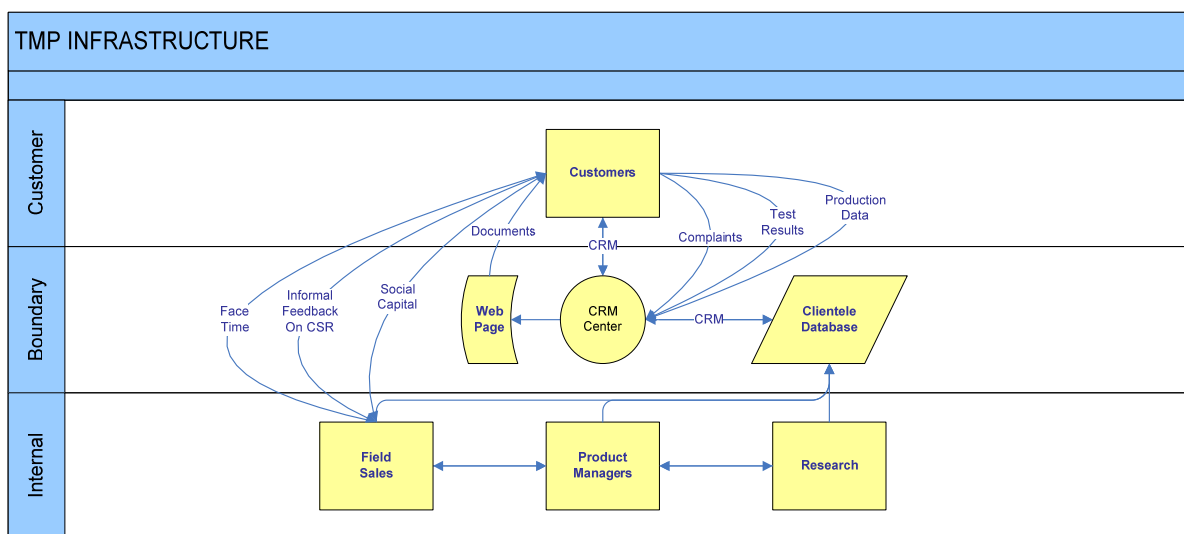 TMP INFRASTRUCTURE
Customer
Customers
Documents
CRM
Complaints
Test
Results
Production
Data
Boundary
Face
Time
Informal
Feedback
On CSR
Social
Capital
Web
Page
CRM
Center
CRM
Clientele
Database
Internal
Field
Sales
Product
Managers
Research